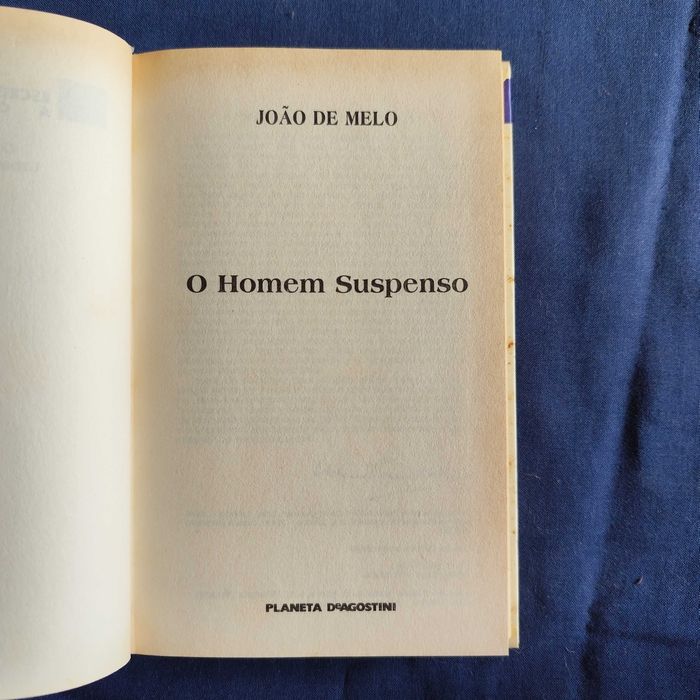 JOÃO DE MELO
O Homem Suspenso
PLANETA DeAGOSTINI